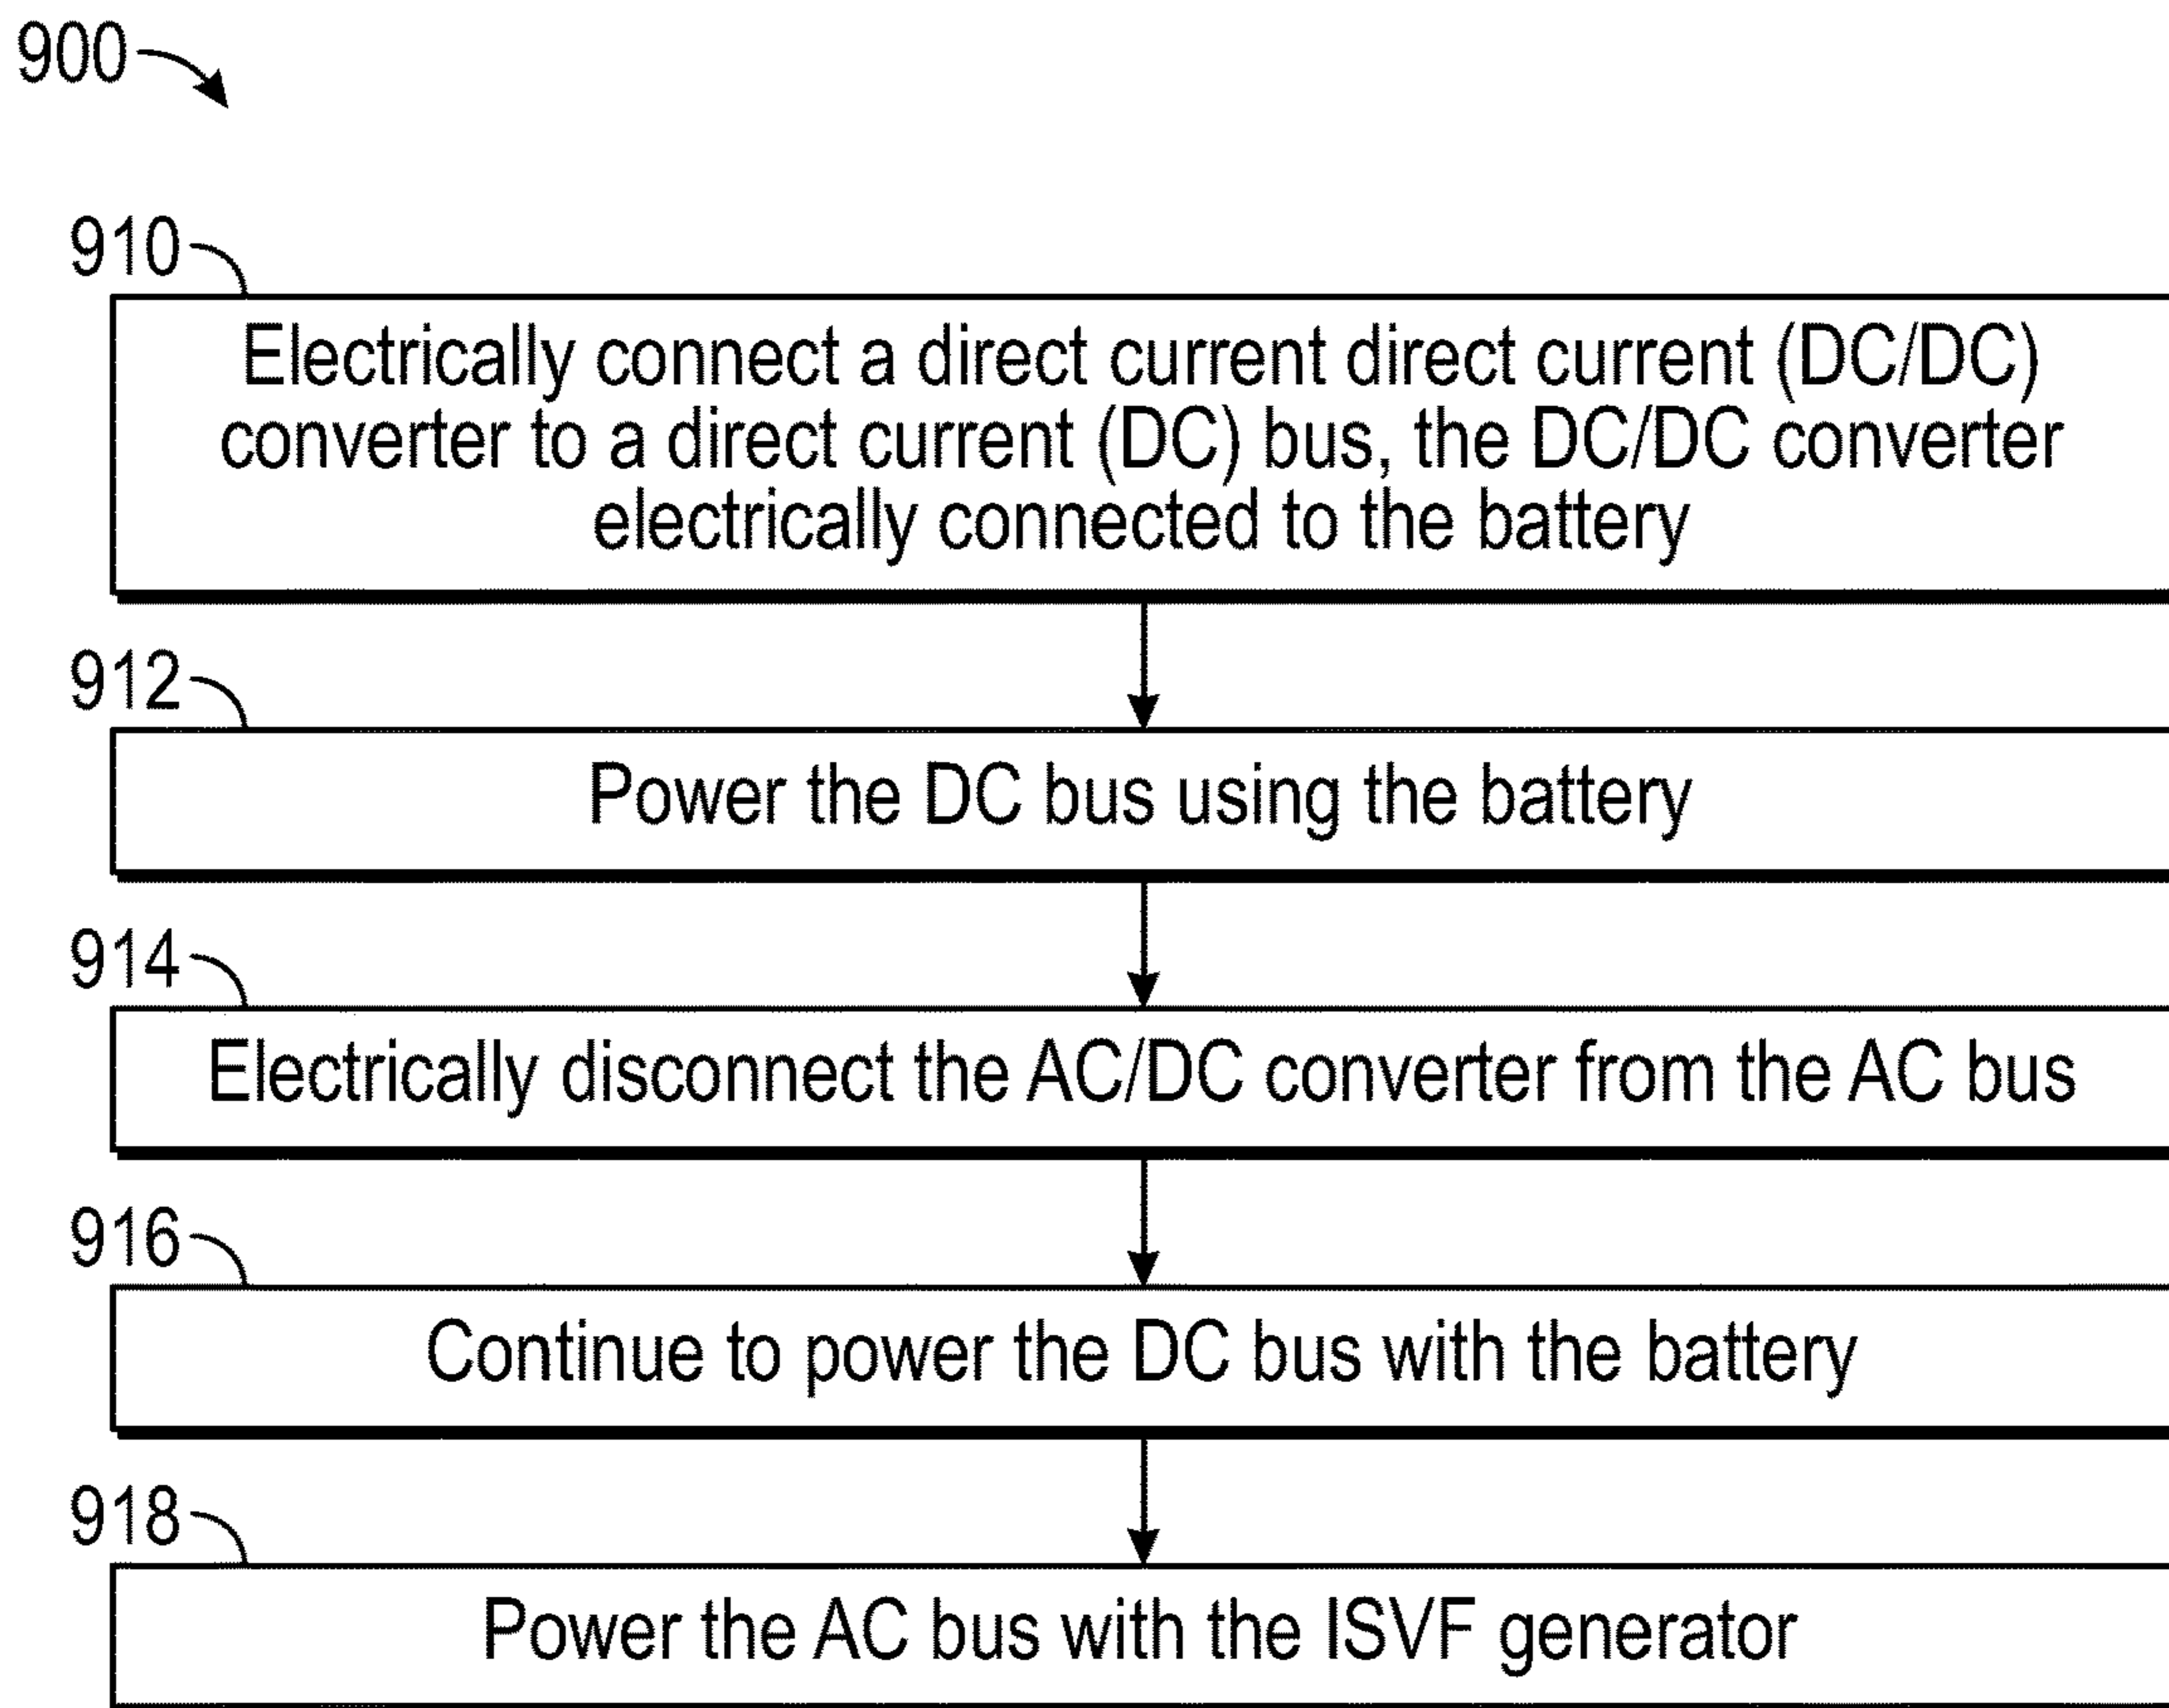 900
910
Electrically connect a direct current direct current (DC/DC)
converter to a direct current (DC) bus, the DC/DC converter
electrically connected to the battery
912
Power the DC bus using the battery
914
Electrically disconnect the AC/DC converter from the AC bus
916
Continue to power the DC bus with the battery
918
Power the AC bus with the ISVF generator